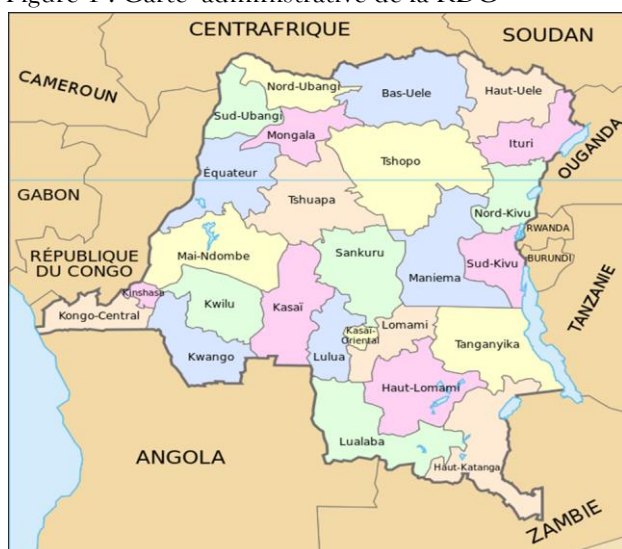 Figure 1 : Carte administrative de la RDC
CENTRAFRIQUE
SOUDAN
CAMEROUN
Nord-Ubangi
Bas-Uele
Haut-Uele
Sud-Ubangi
Mongala
Ituri
OUGANDA
Tshopo
Équateur
GABON
Tshuapa
Nord-Kivu
RWANDA
RÉPUBLIQUE
DU CONGO
Mai-Ndombe
Sankuru
Maniema
Sud-Kivu
BURUNDI
Kinshasa
Kongo-Central
Kwilu
Kasaï
TANZANIE
Kwango
Lulua
Kasaï-
Oriental
Lomami
Tanganyika
Haut-Lomami
Lualaba
ANGOLA
Haut-Katanga
ZAMBIE